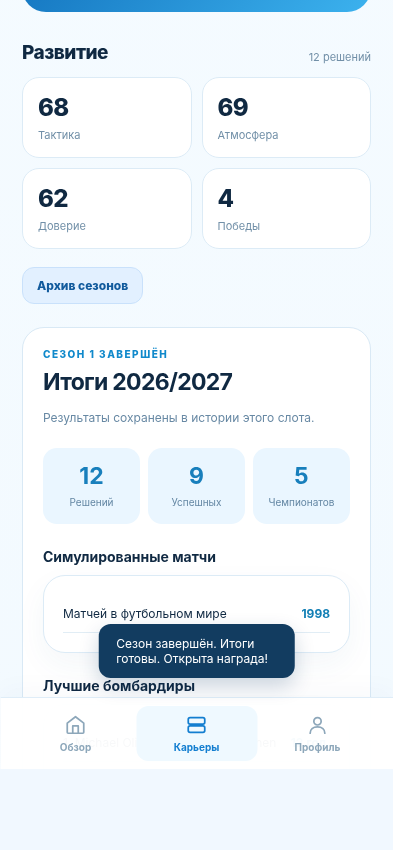 Развитие
12 решений
68
Тактика
69
Атмосфера
62
Доверие
4
Победы
Архив сезонов
СЕЗОН 1 ЗАВЕРШЁН
Итоги 2026/2027
Результаты сохранены в истории этого слота.
12
Решений
9
Успешных
5
Чемпионатов
Симулированные матчи
Матчей в футбольном мире
1998
Сезон завершён. Итоги
готовы. Открыта награда!
Лучшие бомбардиры
Обзор
Карьеры
Профиль